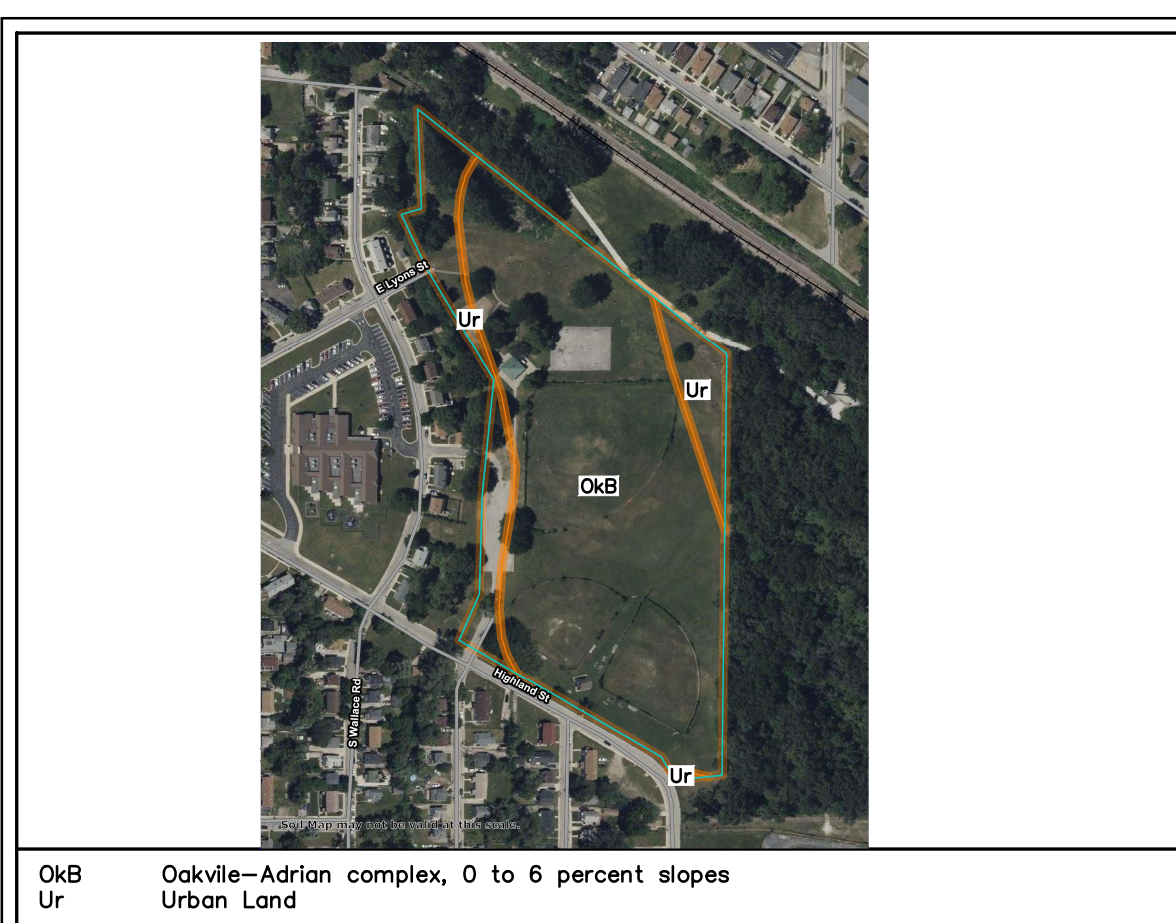 E Lyons St
Ur
Ur
OkB
Highland St
S Wallace Rd
Ur
Soil Map may not be valid at this scale.
OkB Oakvile-Adrian complex, 0 to 6 percent slopes
Ur Urban Land